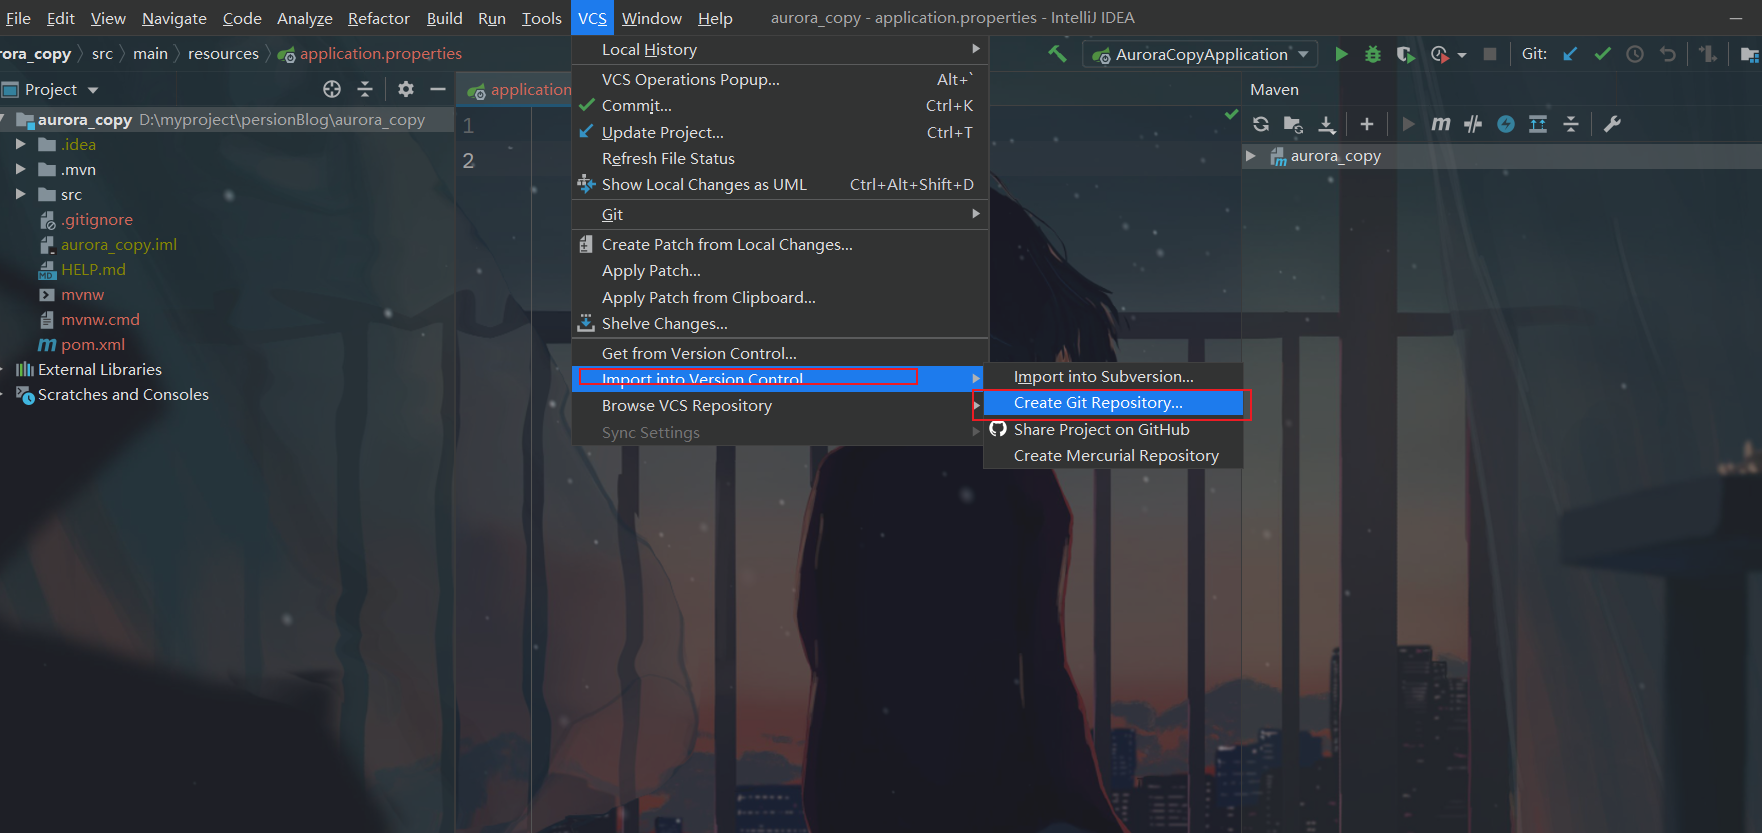 File Edit View Navigate Code Analyze Refactor Build Run Tools VCS Window Help aurora_copy - application.properties - IntelliJ IDEA
rora_copy src main resources application.properties
AuroraCopyApplication Git:
Project
application
Maven
aurora_copy D:\myproject\persionBlog\aurora_copy
.idea
.mvn
src
.gitignore
aurora_copy.iml
HELP.md
mvnw
mvnw.cmd
pom.xml
External Libraries
Scratches and Consoles
1
2
Local History
VCS Operations Popup... Alt+`
Commit... Ctrl+K
Update Project... Ctrl+T
Refresh File Status
Show Local Changes as UML Ctrl+Alt+Shift+D
Git
Create Patch from Local Changes...
Apply Patch...
Apply Patch from Clipboard...
Shelve Changes...
Get from Version Control...
Import into Version Control
Browse VCS Repository
Sync Settings
Import into Subversion...
Create Git Repository...
Share Project on GitHub
Create Mercurial Repository
aurora_copy